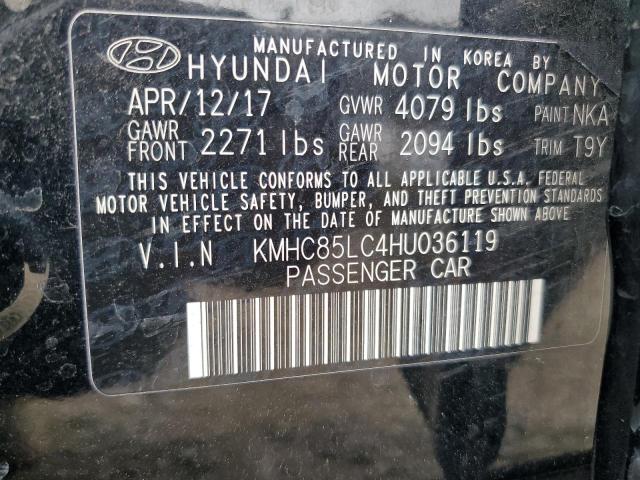 MANUFACTURED IN KOREA BY
HYUNDAI MOTOR COMPANY
APR/12/17 GVWR 4079 lbs PAINT NKA
GAWR FRONT 2271 lbs GAWR REAR 2094 lbs TRIM T9Y
THIS VEHICLE CONFORMS TO ALL APPLICABLE U.S.A. FEDERAL
MOTOR VEHICLE SAFETY, BUMPER, AND THEFT PREVENTION STANDARDS
IN EFFECT ON THE DATE OF MANUFACTURE SHOWN ABOVE.
V.I.N KMHC85LC4HU036119
PASSENGER CAR